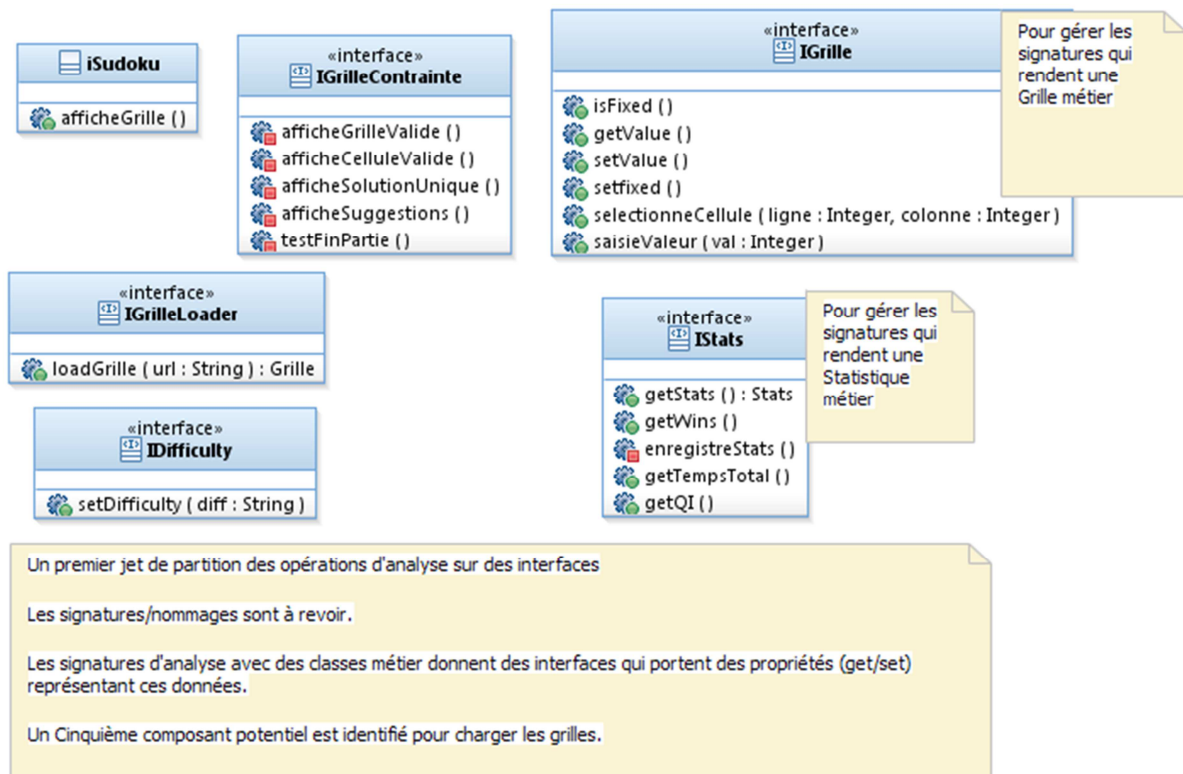 iSudoku
afficheGrille ()
«interface»
IGrilleContrainte
afficheGrilleValide ()
afficheCelluleValide ()
afficheSolutionUnique ()
afficheSuggestions ()
testFinPartie ()
«interface»
IGrille
isFixed ()
getValue ()
setValue ()
setfixed ()
selectionneCellule ( ligne : Integer, colonne : Integer )
saisieValeur ( val : Integer )
Pour gérer les
signatures qui
rendent une
Grille métier
«interface»
IGrilleLoader
loadGrille ( url : String ) : Grille
«interface»
IDifficulty
setDifficulty ( diff : String )
«interface»
IStats
getStats () : Stats
getWins ()
enregistreStats ()
getTempsTotal ()
getQI ()
Pour gérer les
signatures qui
rendent une
Statistique
métier
Un premier jet de partition des opérations d'analyse sur des interfaces
Les signatures/nommages sont à revoir.
Les signatures d'analyse avec des classes métier donnent des interfaces qui portent des propriétés (get/set)
représentant ces données.
Un Cinquième composant potentiel est identifié pour charger les grilles.